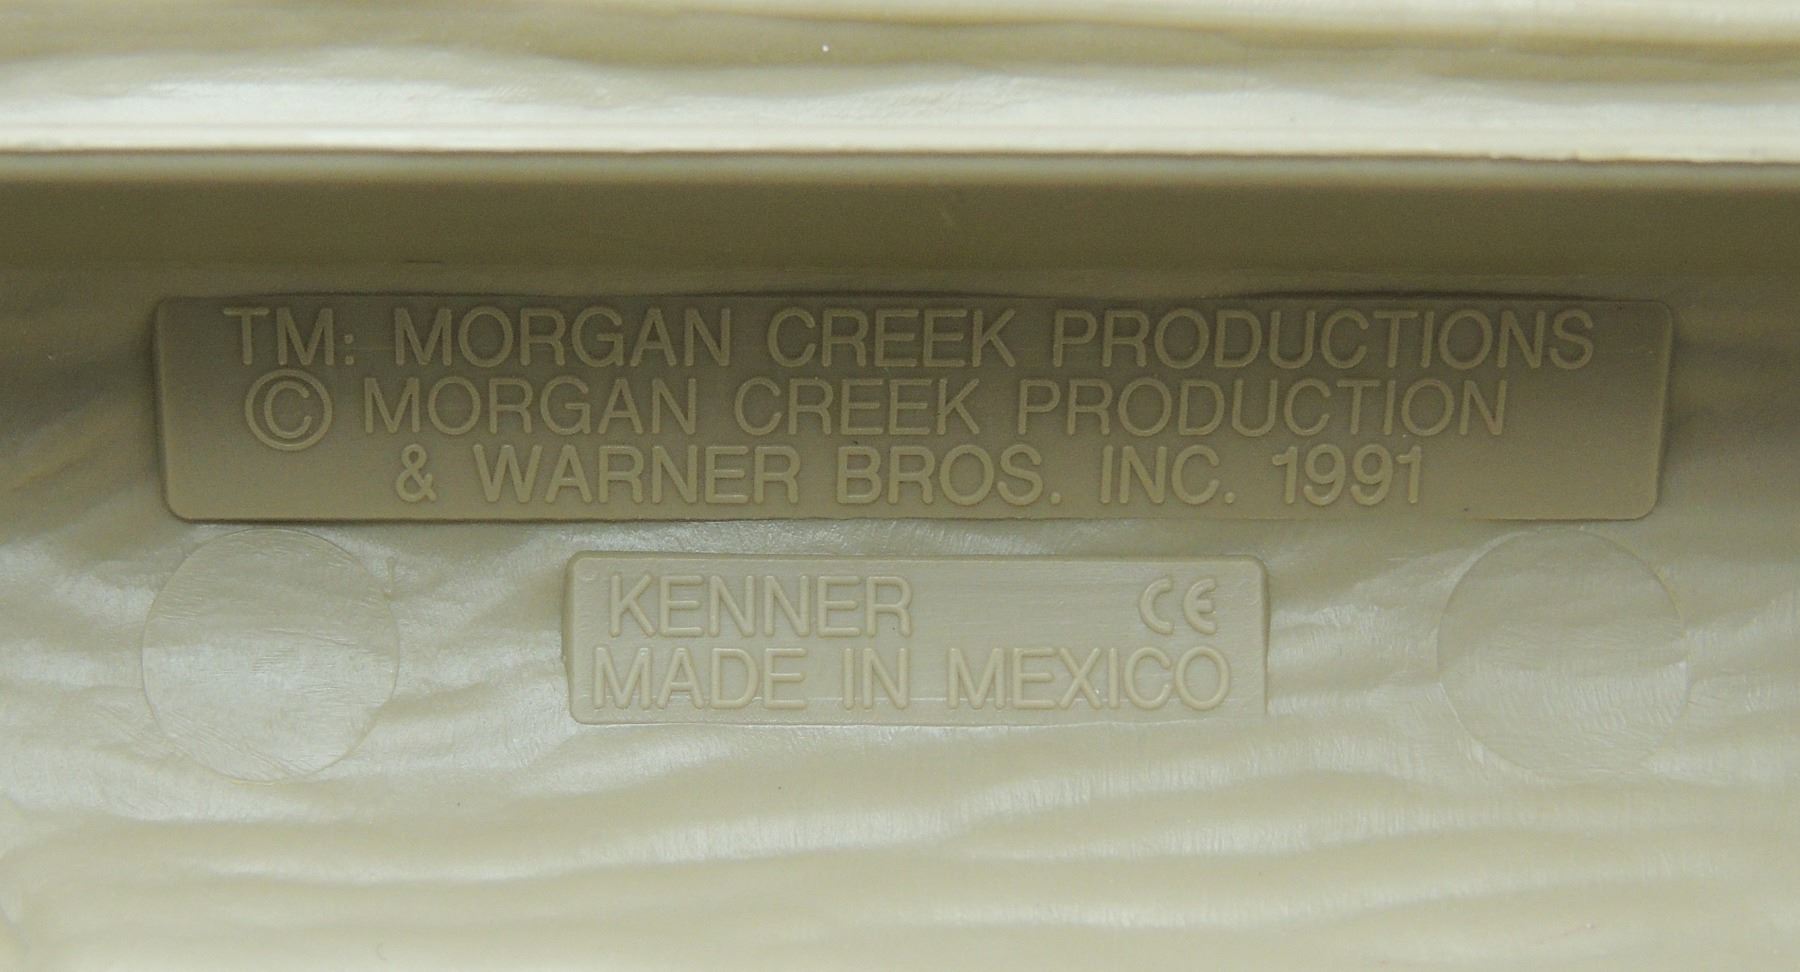 TM: MORGAN CREEK PRODUCTIONS
© MORGAN CREEK PRODUCTION
& WARNER BROS. INC. 1991
KENNER CE
MADE IN MEXICO